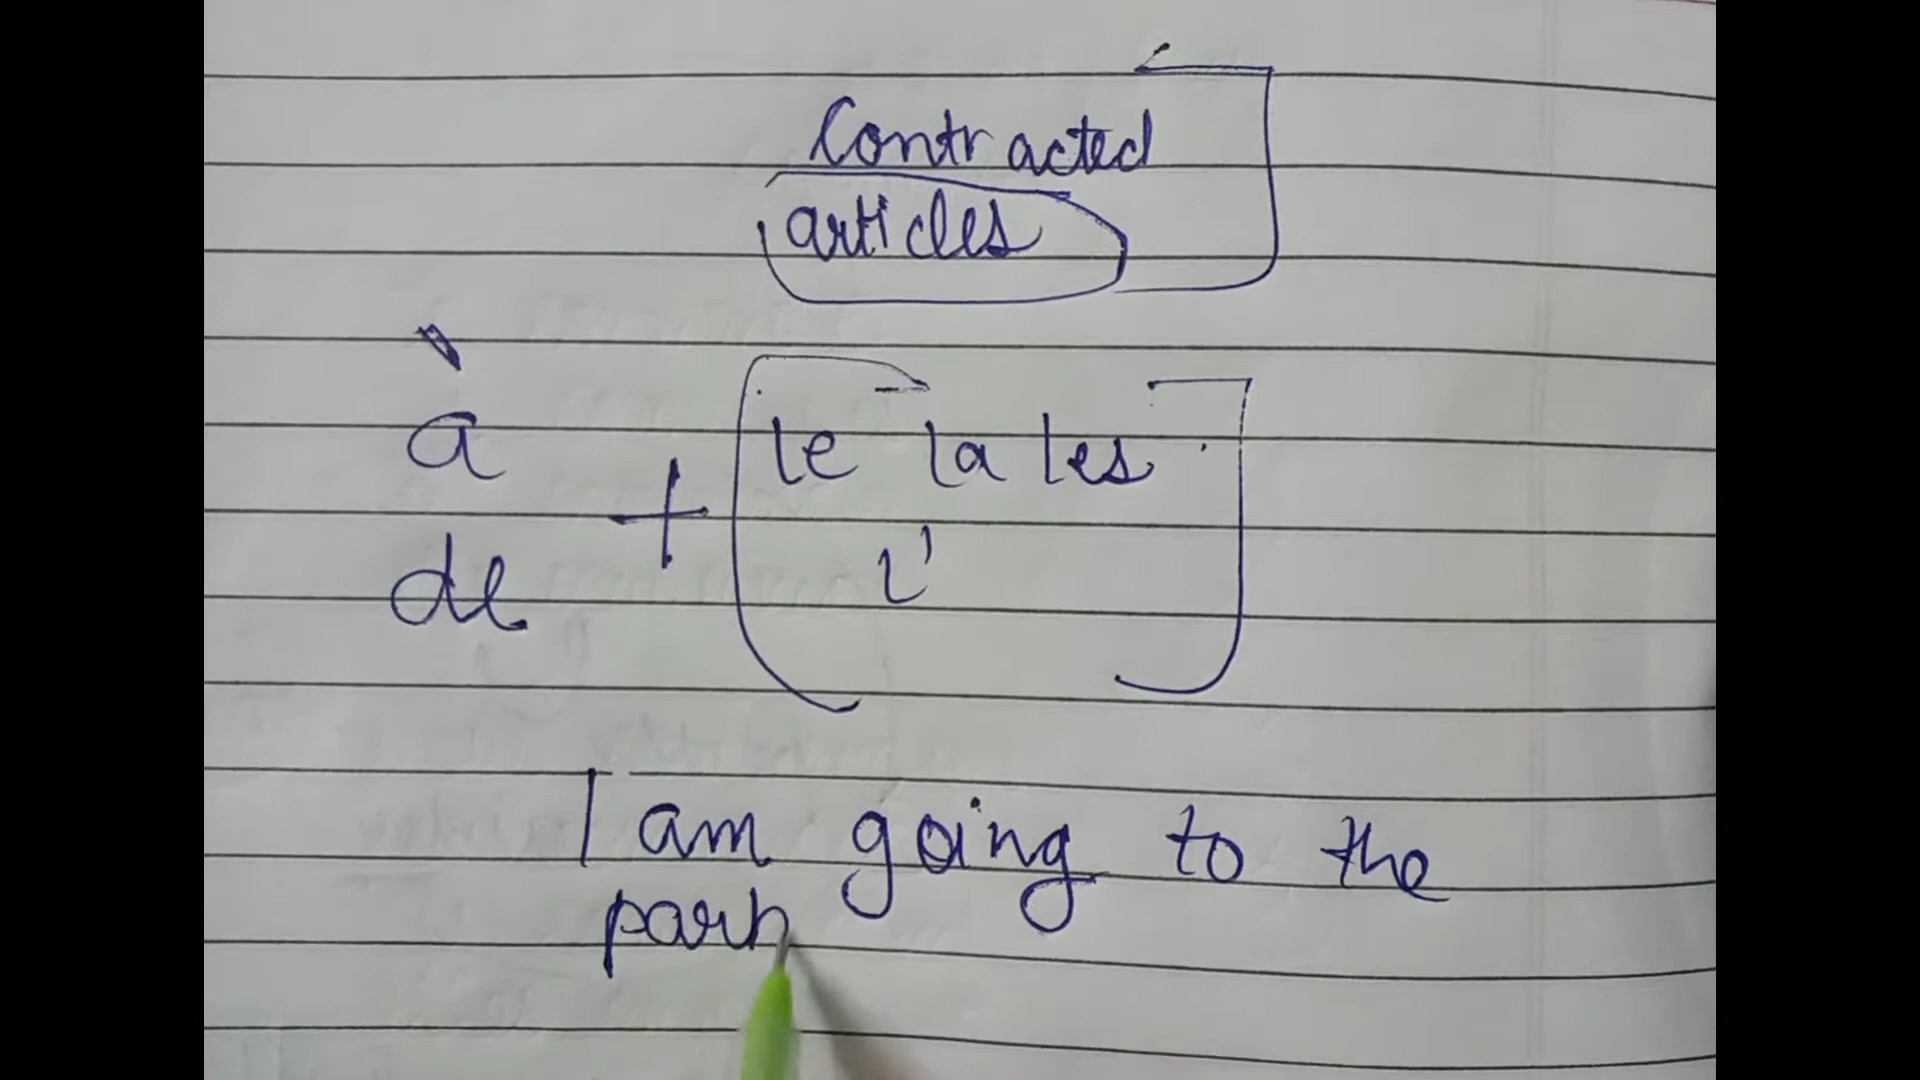 Contracted
articles
à + le la les
de l'
I am going to the
park